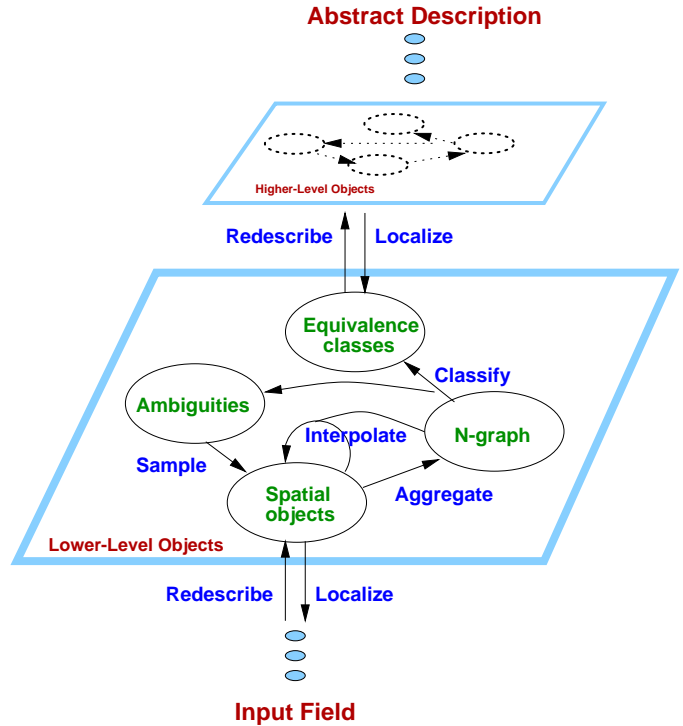 Abstract Description
Higher-Level Objects
Redescribe
Localize
Equivalence
classes
Classify
Ambiguities
Interpolate
N-graph
Sample
Spatial
objects
Aggregate
Lower-Level Objects
Redescribe
Localize
Input Field